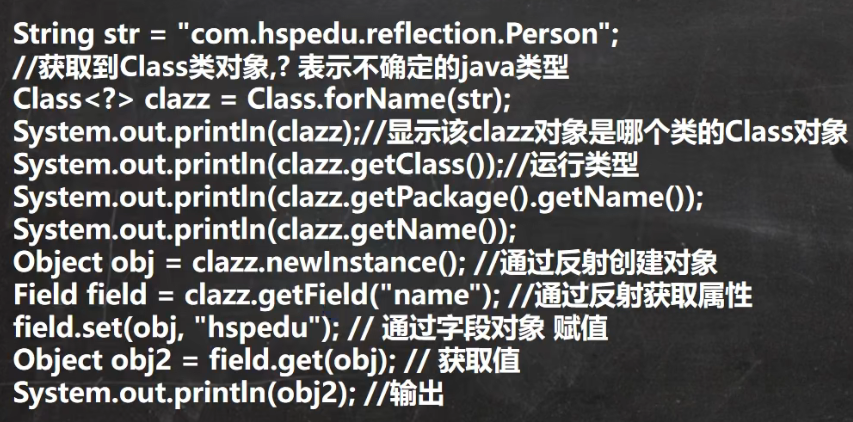 String str = "com.hspedu.reflection.Person";
//获取到Class类对象,? 表示不确定的java类型
Class<?> clazz = Class.forName(str);
System.out.println(clazz);//显示该clazz对象是哪个类的Class对象
System.out.println(clazz.getClass());//运行类型
System.out.println(clazz.getPackage().getName());
System.out.println(clazz.getName());
Object obj = clazz.newInstance(); //通过反射创建对象
Field field = clazz.getField("name"); //通过反射获取属性
field.set(obj, "hspedu"); // 通过字段对象 赋值
Object obj2 = field.get(obj); // 获取值
System.out.println(obj2); //输出